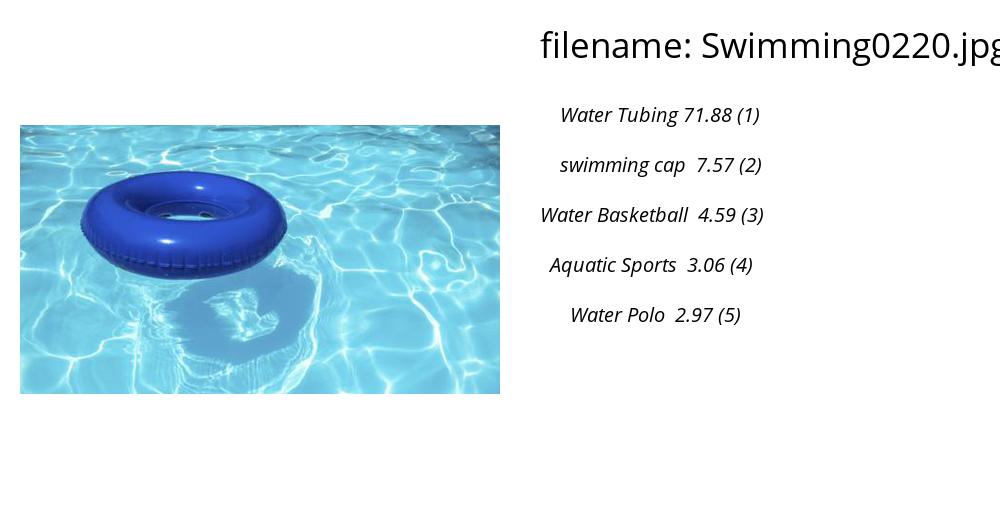 filename: Swimming0220.jpg
Water Tubing 71.88 (1)
swimming cap 7.57 (2)
Water Basketball 4.59 (3)
Aquatic Sports 3.06 (4)
Water Polo 2.97 (5)